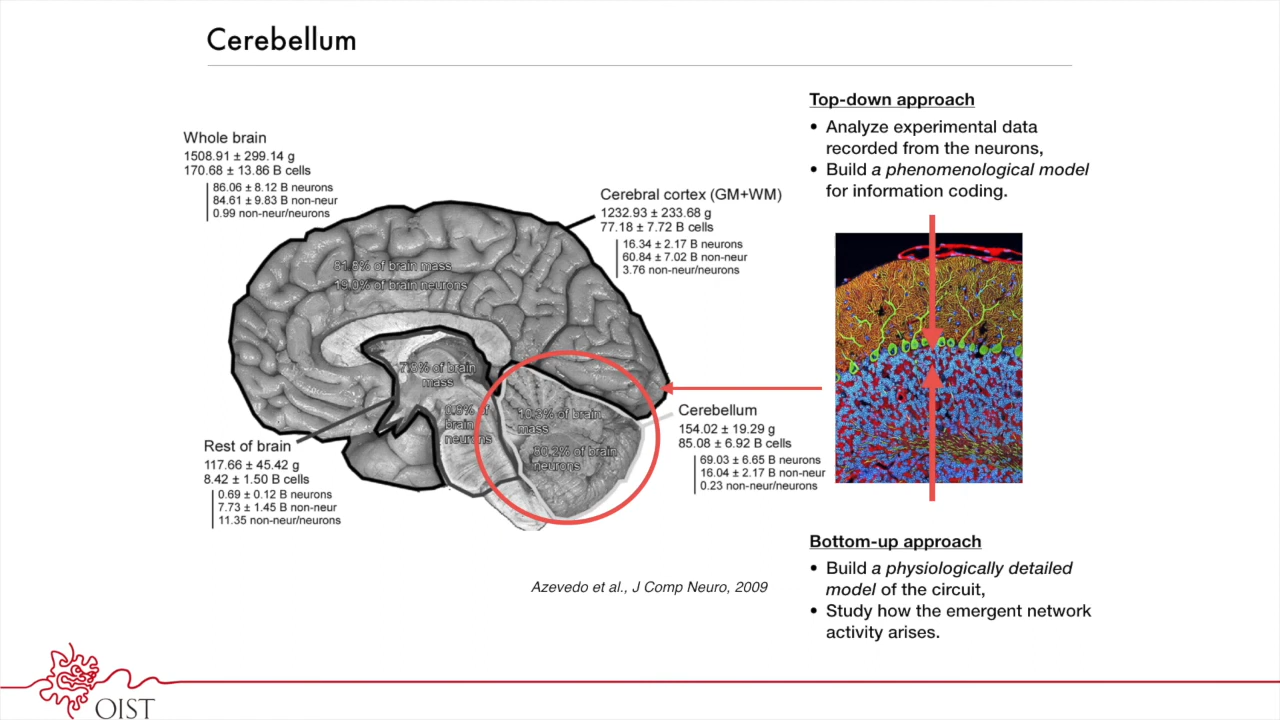 Cerebellum
Whole brain
1508.91 ± 299.14 g
170.68 ± 13.86 B cells
86.06 ± 8.12 B neurons
84.61 ± 9.83 B non-neur
0.99 non-neur/neurons
Cerebral cortex (GM+WM)
1232.93 ± 233.68 g
77.18 ± 7.72 B cells
16.34 ± 2.17 B neurons
60.84 ± 7.02 B non-neur
3.76 non-neur/neurons
81.8% of brain mass
19.0% of brain neurons
7.8% of brain
mass
0.8% of
brain
neurons
10.3% of brain
mass
80.2% of brain
neurons
Rest of brain
117.66 ± 45.42 g
8.42 ± 1.50 B cells
0.69 ± 0.12 B neurons
7.73 ± 1.45 B non-neur
11.35 non-neur/neurons
Cerebellum
154.02 ± 19.29 g
85.08 ± 6.92 B cells
69.03 ± 6.65 B neurons
16.04 ± 2.17 B non-neur
0.23 non-neur/neurons
Azevedo et al., J Comp Neuro, 2009
Top-down approach
• Analyze experimental data
recorded from the neurons,
• Build a phenomenological model
for information coding.
Bottom-up approach
• Build a physiologically detailed
model of the circuit,
• Study how the emergent network
activity arises.
OIST